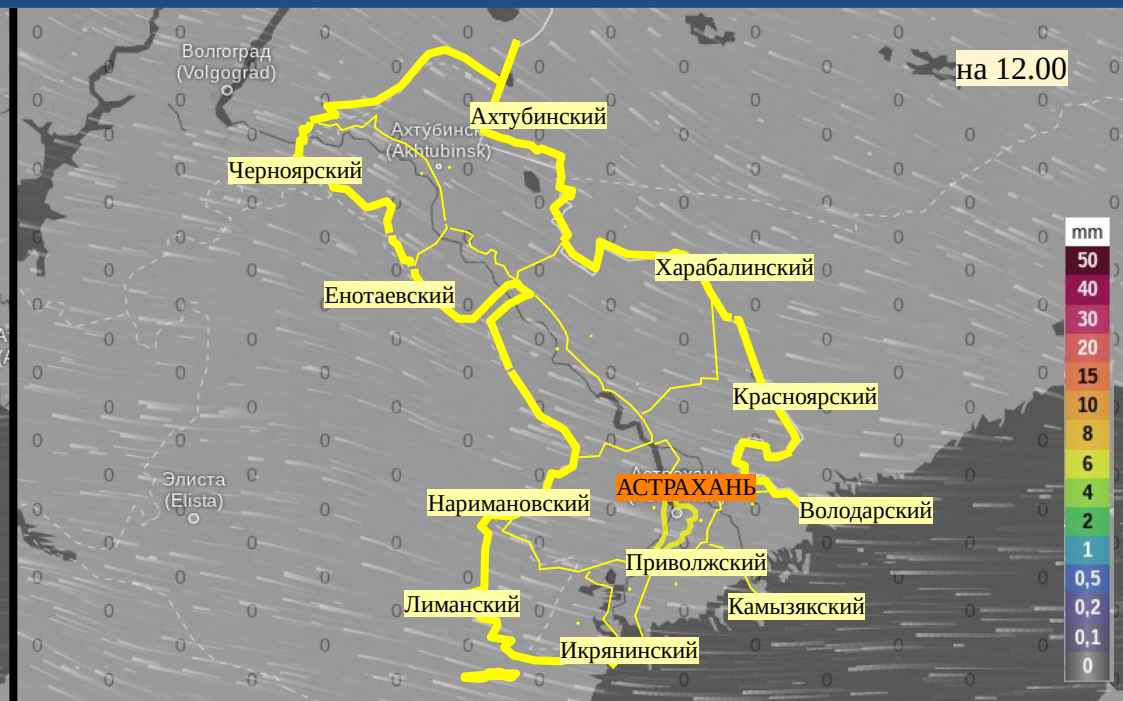 Волгоград
(Volgograd)
на 12.00
Ахтубинский
Ахтубинск
(Akhtubinsk)
Черноярский
Харабалинский
Енотаевский
Красноярский
Элиста
(Elista)
АСТРАХАНЬ
Наримановский
Володарский
Приволжский
Лиманский
Камызякский
Икрянинский
mm
50
40
30
20
15
10
8
6
4
2
1
0,5
0,2
0,1
0